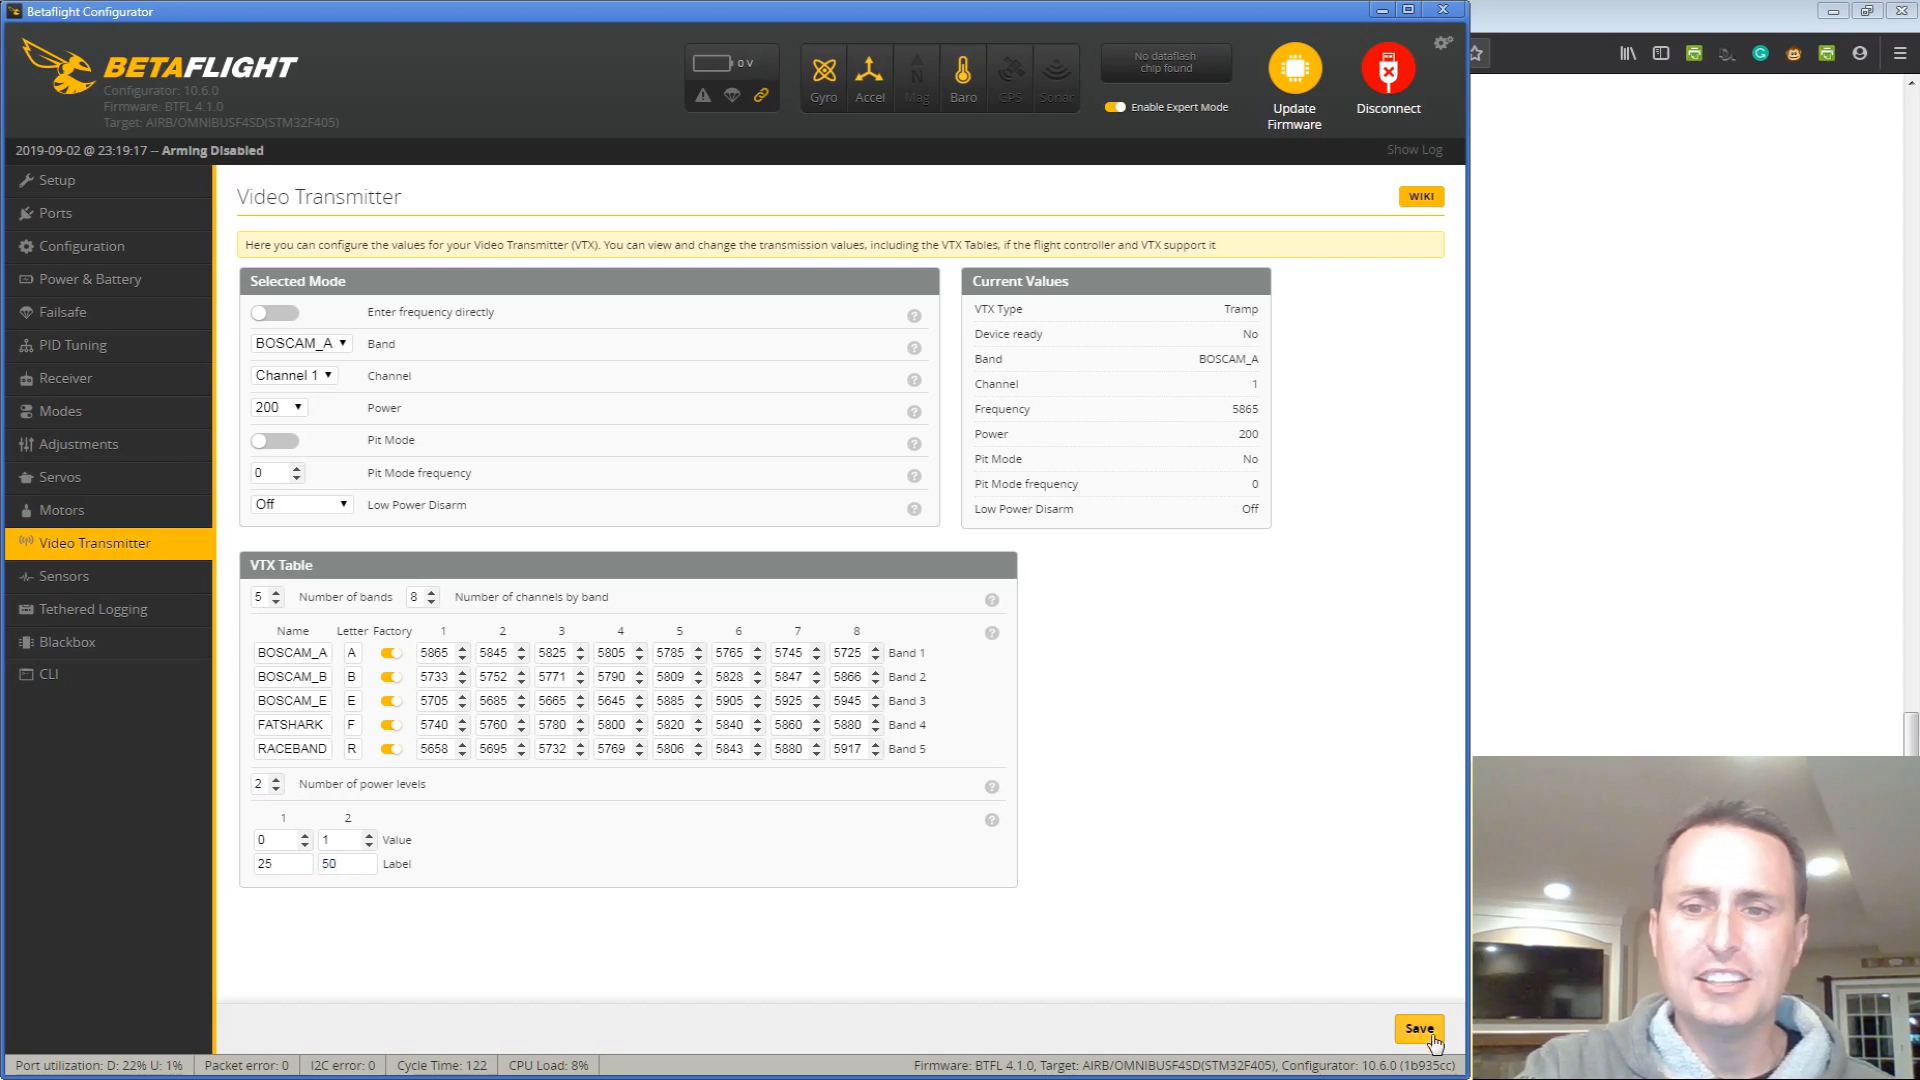 Betaflight Configurator
BETAFLIGHT
Configurator: 10.6.0
Firmware: BTFL 4.1.0
Target: AIRB/OMNIBUSF4SD(STM32F405)
0 V
Gyro
Accel
Mag
Baro
GPS
Sonar
No dataflash
chip found
Enable Expert Mode
Update
Firmware
Disconnect
2019-09-02 @ 23:19:17 -- Arming Disabled
Show Log
Setup
Ports
Configuration
Power & Battery
Failsafe
PID Tuning
Receiver
Modes
Adjustments
Servos
Motors
Video Transmitter
Sensors
Tethered Logging
Blackbox
CLI
Video Transmitter
WIKI
Here you can configure the values for your Video Transmitter (VTX). You can view and change the transmission values, including the VTX Tables, if the flight controller and VTX support it
Selected Mode
Enter frequency directly
BOSCAM_A Band
Channel 1 Channel
200 Power
Pit Mode
0 Pit Mode frequency
Off Low Power Disarm
Current Values
VTX Type Tramp
Device ready No
Band BOSCAM_A
Channel 1
Frequency 5865
Power 200
Pit Mode No
Pit Mode frequency 0
Low Power Disarm Off
VTX Table
5 Number of bands 8 Number of channels by band
Name Letter Factory 1 2 3 4 5 6 7 8
BOSCAM_A A 5865 5845 5825 5805 5785 5765 5745 5725 Band 1
BOSCAM_B B 5733 5752 5771 5790 5809 5828 5847 5866 Band 2
BOSCAM_E E 5705 5685 5665 5645 5885 5905 5925 5945 Band 3
FATSHARK F 5740 5760 5780 5800 5820 5840 5860 5880 Band 4
RACEBAND R 5658 5695 5732 5769 5806 5843 5880 5917 Band 5
2 Number of power levels
1 2
0 1 Value
25 50 Label
Save
Port utilization: D: 22% U: 1% Packet error: 0 I2C error: 0 Cycle Time: 122 CPU Load: 8% Firmware: BTFL 4.1.0, Target: AIRB/OMNIBUSF4SD(STM32F405), Configurator: 10.6.0 (1b935cc)